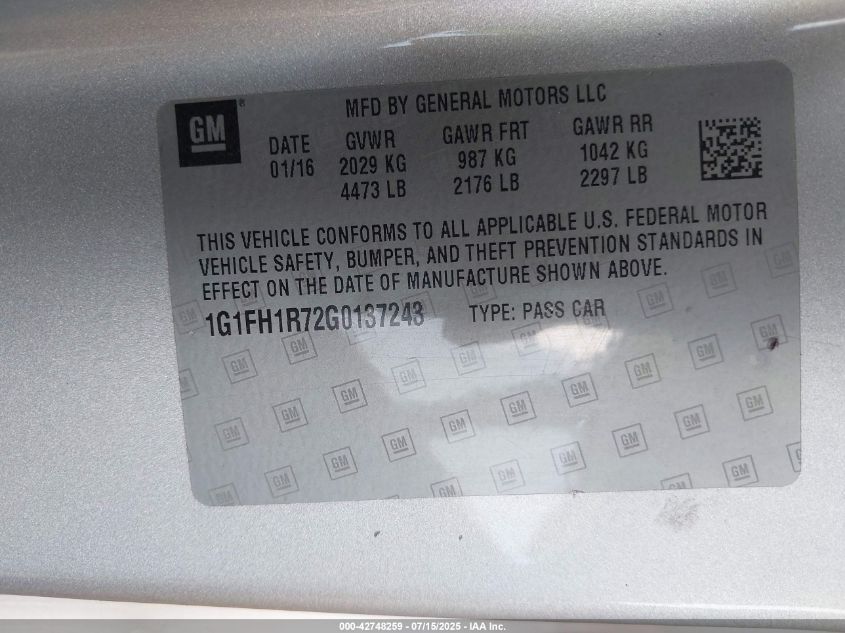 GM
MFD BY GENERAL MOTORS LLC
DATE GVWR GAWR FRT GAWR RR
01/16 2029 KG 987 KG 1042 KG
4473 LB 2176 LB 2297 LB
THIS VEHICLE CONFORMS TO ALL APPLICABLE U.S. FEDERAL MOTOR
VEHICLE SAFETY, BUMPER, AND THEFT PREVENTION STANDARDS IN
EFFECT ON THE DATE OF MANUFACTURE SHOWN ABOVE.
1G1FH1R72G0137243 TYPE: PASS CAR
000-42748259 - 07/15/2025 - IAA Inc.